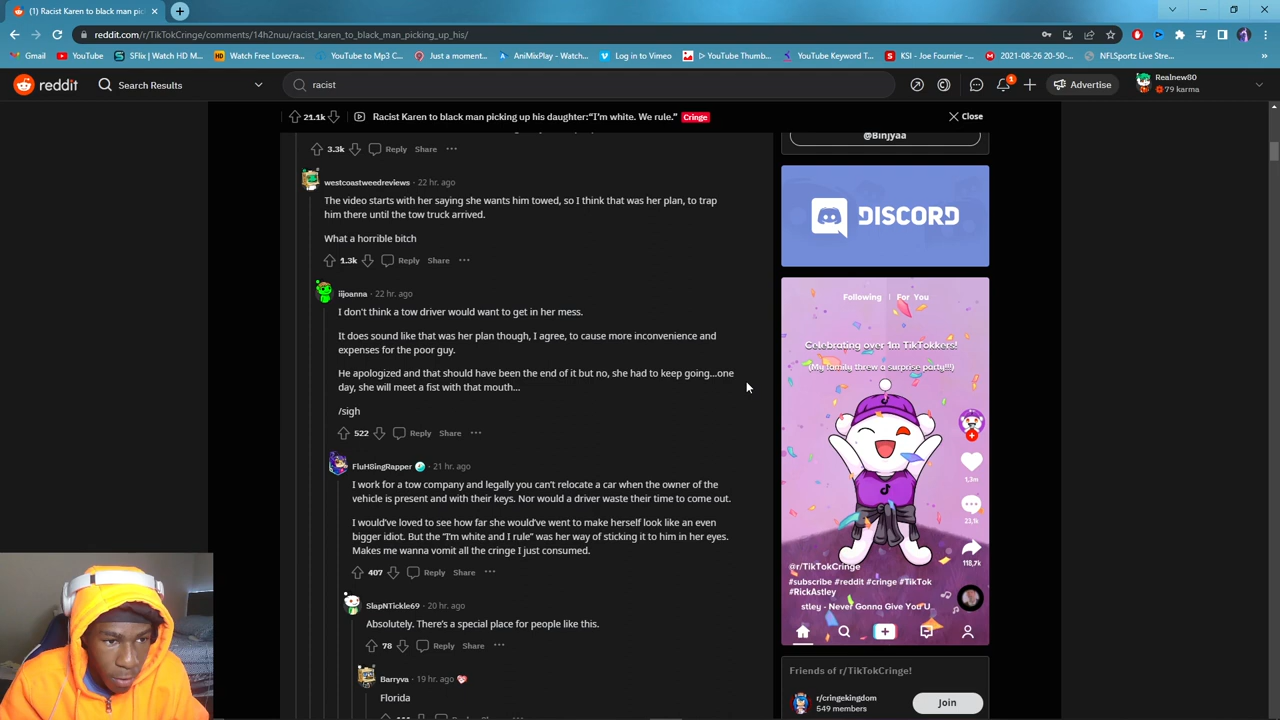 (1) Racist Karen to black man pi
reddit.com/r/TikTokCringe/comments/14h2nuu/racist_karen_to_black_man_picking_up_his/
Gmail
YouTube
SFlix | Watch HD M...
Watch Free Lovecra...
YouTube to Mp3 C...
Just a moment...
AniMixPlay - Watch...
Log in to Vimeo
▷ YouTube Thumb...
YouTube Keyword T...
KSI - Joe Fournier -...
2021-08-26 20-50-...
NFLSportz Live Stre...
reddit
Search Results
racist
1
Advertise
Realnew80
79 karma
21.1k
Racist Karen to black man picking up his daughter:“I’m white. We rule.”
Cringe
Close
@Binjyaa
3.3k
Reply
Share
westcoastweedreviews · 22 hr. ago
The video starts with her saying she wants him towed, so I think that was her plan, to trap
him there until the tow truck arrived.
What a horrible bitch
1.3k
Reply
Share
iijoanna · 22 hr. ago
I don't think a tow driver would want to get in her mess.
It does sound like that was her plan though, I agree, to cause more inconvenience and
expenses for the poor guy.
He apologized and that should have been the end of it but no, she had to keep going...one
day, she will meet a fist with that mouth...
/sigh
522
Reply
Share
FluH8ingRapper · 21 hr. ago
I work for a tow company and legally you can’t relocate a car when the owner of the
vehicle is present and with their keys. Nor would a driver waste their time to come out.
I would’ve loved to see how far she would’ve went to make herself look like an even
bigger idiot. But the “I’m white and I rule” was her way of sticking it to him in her eyes.
Makes me wanna vomit all the cringe I just consumed.
407
Reply
Share
SlapNTickle69 · 20 hr. ago
Absolutely. There’s a special place for people like this.
78
Reply
Share
Barryva · 19 hr. ago
Florida
DISCORD
Following | For You
Celebrating over 1m TikTokkers!
(My family threw a surprise party!!!)
1,3m
23,1k
118,7k
@r/TikTokCringe
#subscribe #reddit #cringe #TikTok
#RickAstley
stley - Never Gonna Give You U
Friends of r/TikTokCringe!
r/cringekingdom
549 members
Join